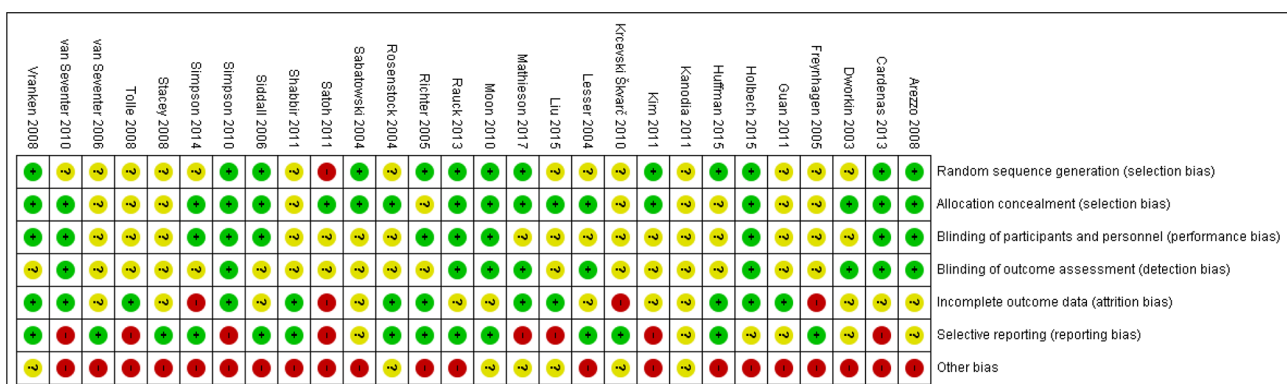 Vranken 2008
van Seventer 2010
van Seventer 2006
Tolle 2008
Stacey 2008
Simpson 2014
Simpson 2010
Siddall 2006
Shabbir 2011
Satoh 2011
Sabatowski 2004
Rosenstock 2004
Richter 2005
Rauck 2013
Moon 2010
Mathieson 2017
Liu 2015
Lesser 2004
Krcevski Škvarč 2010
Kim 2011
Kanodia 2011
Huffman 2015
Holbech 2015
Guan 2011
Freynhagen 2005
Dworkin 2003
Cardenas 2013
Arezzo 2008
+ ? ? ? ? ? + + ? - + ? + + + + ? ? ? + ? + + ? ? ? + + Random sequence generation (selection bias)
+ + ? ? ? + + + ? + + + ? + + + + + ? + ? ? + ? ? + + + Allocation concealment (selection bias)
+ + ? ? ? + + ? ? ? ? ? + + + ? ? ? ? ? ? ? + ? ? ? + + Blinding of participants and personnel (performance bias)
? + ? ? ? ? + ? ? ? ? ? ? + + + ? + ? ? ? ? + ? ? + + + Blinding of outcome assessment (detection bias)
+ + ? + ? - + ? + - ? + + ? ? + + ? - ? ? + + + - ? ? ? Incomplete outcome data (attrition bias)
+ - + - + + - + + - ? + + + + - - + + - ? + ? ? + ? - ? Selective reporting (reporting bias)
? - - - - - - - - - - ? - - ? ? ? - ? - ? - - - - - - - Other bias